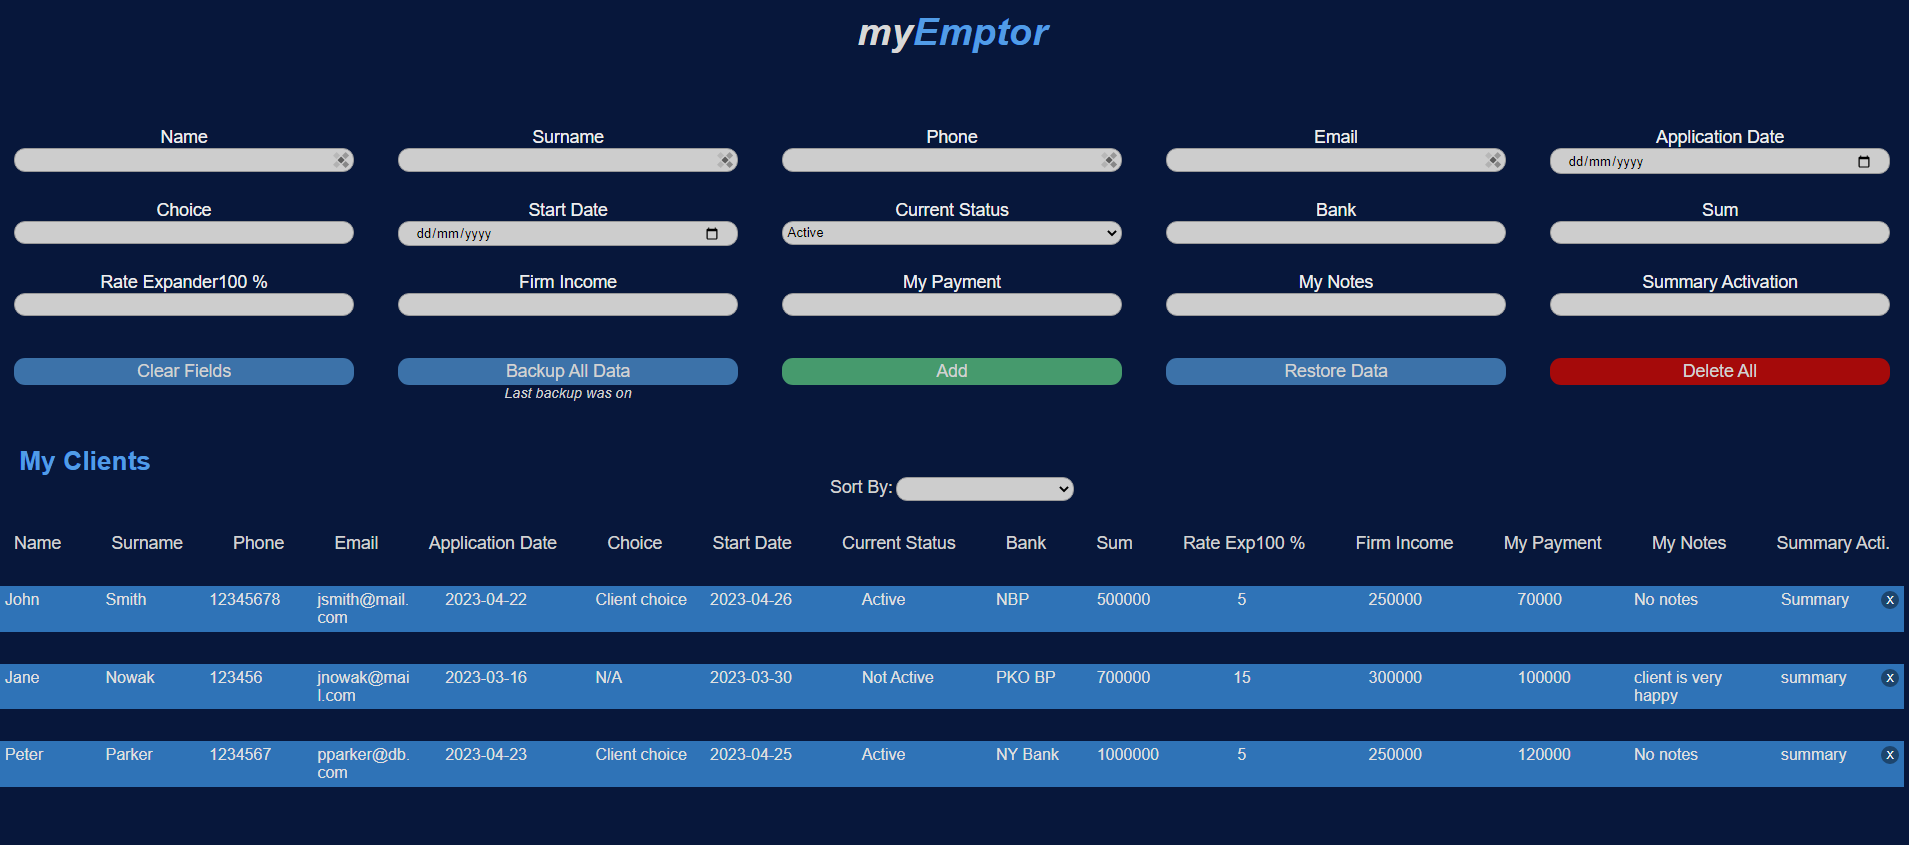 myEmptor
Name Surname Phone Email Application Date
dd/mm/yyyy
Choice Start Date Current Status Bank Sum
dd/mm/yyyy Active
Rate Expander100 % Firm Income My Payment My Notes Summary Activation
Clear Fields Backup All Data Add Restore Data Delete All
Last backup was on
My Clients
Sort By:
Name Surname Phone Email Application Date Choice Start Date Current Status Bank Sum Rate Exp100 % Firm Income My Payment My Notes Summary Acti.
John Smith 12345678 jsmith@mail. 2023-04-22 Client choice 2023-04-26 Active NBP 500000 5 250000 70000 No notes Summary x
com
Jane Nowak 123456 jnowak@mai 2023-03-16 N/A 2023-03-30 Not Active PKO BP 700000 15 300000 100000 client is very summary x
l.com happy
Peter Parker 1234567 pparker@db. 2023-04-23 Client choice 2023-04-25 Active NY Bank 1000000 5 250000 120000 No notes summary x
com